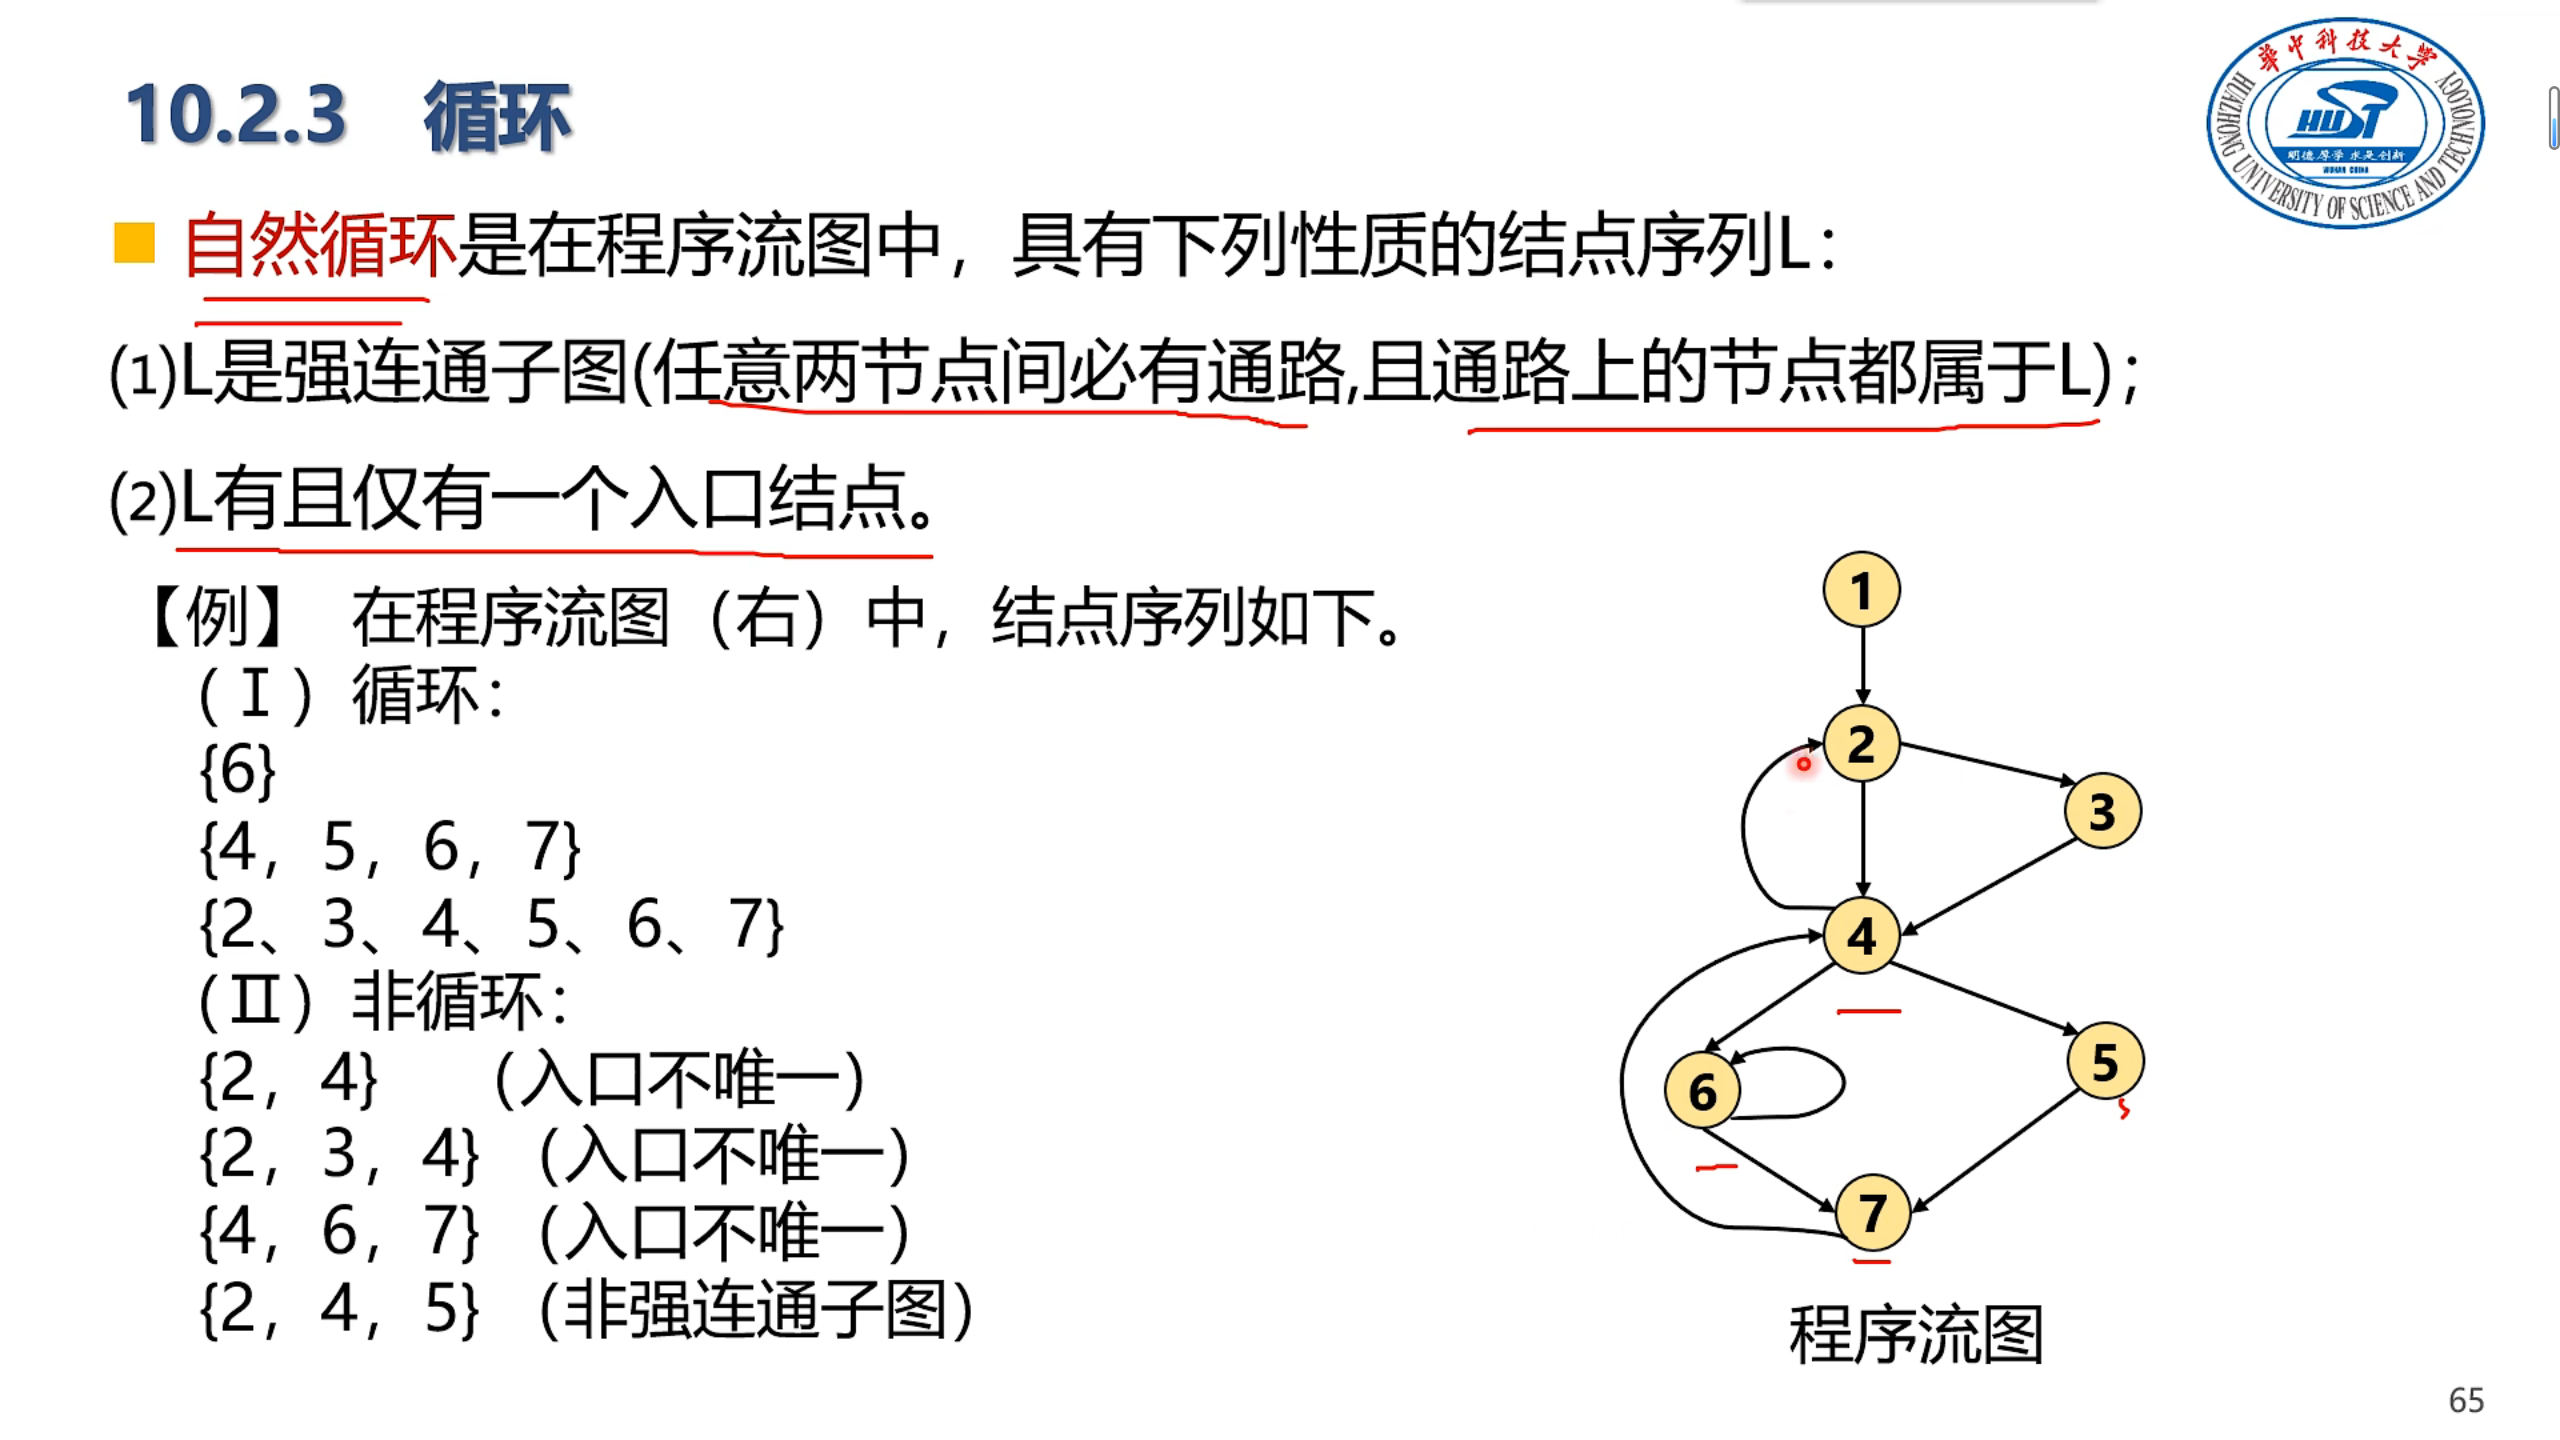 10.2.3 循环
华中科技大学
HUAZHONG UNIVERSITY OF SCIENCE AND TECHNOLOGY
HUST
明德厚学 求是创新
WUHAN CHINA
自然循环是在程序流图中，具有下列性质的结点序列L：
(1)L是强连通子图(任意两节点间必有通路,且通路上的节点都属于L)；
(2)L有且仅有一个入口结点。
【例】 在程序流图（右）中，结点序列如下。
（Ⅰ）循环：
{6}
{4，5，6，7}
{2、3、4、5、6、7}
（Ⅱ）非循环：
{2，4} （入口不唯一）
{2，3，4} （入口不唯一）
{4，6，7} （入口不唯一）
{2，4，5} （非强连通子图）
1
2
3
4
5
6
7
程序流图
65